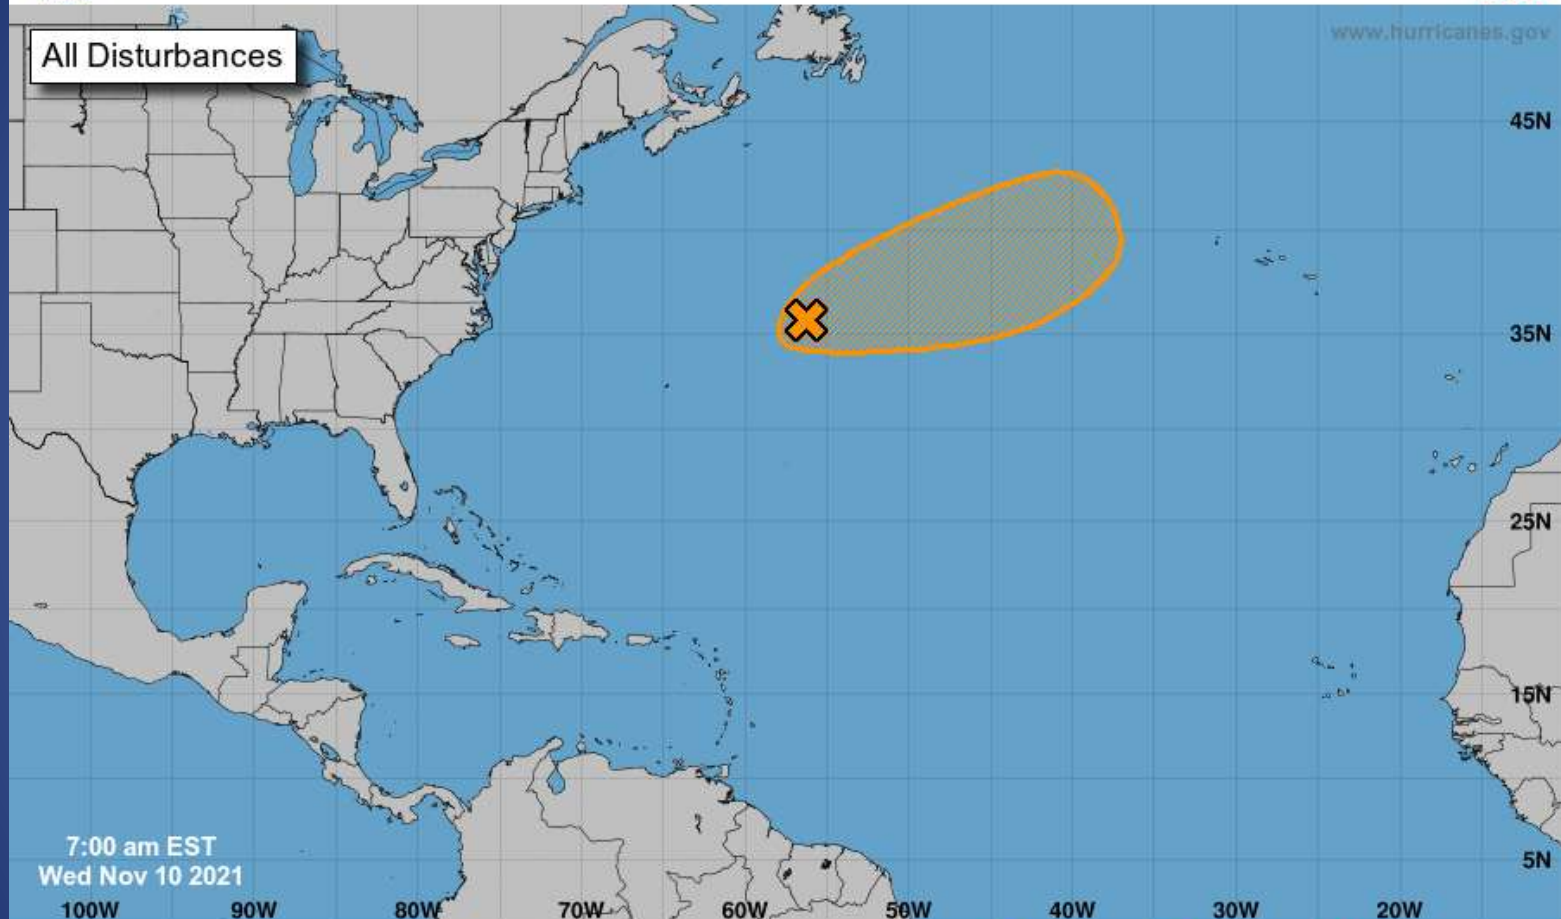 All Disturbances
www.hurricanes.gov
45N
35N
25N
15N
5N
7:00 am EST
Wed Nov 10 2021
100W 90W 80W 70W 60W 50W 40W 30W 20W